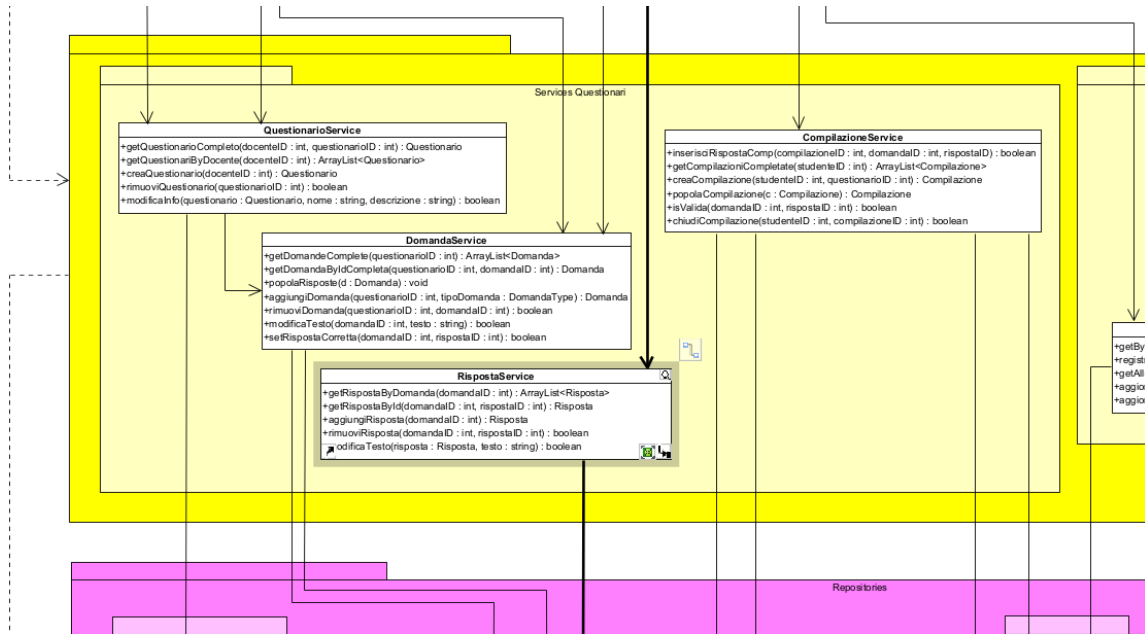 Services Questionari
QuestionarioService
+getQuestionarioCompleto(docenteID : int, questionarioID : int) : Questionario
+getQuestionariByDocente(docenteID : int) : ArrayList<Questionario>
+creaQuestionario(docenteID : int) : Questionario
+rimuoviQuestionario(questionarioID : int) : boolean
+modificaInfo(questionario : Questionario, nome : string, descrizione : string) : boolean
CompilazioneService
+inserisciRispostaComp(compilazioneID : int, domandaID : int, rispostaID) : boolean
+getCompilazioniCompletate(studenteID : int) : ArrayList<Compilazione>
+creaCompilazione(studenteID : int, questionarioID : int) : Compilazione
+popolaCompilazione(c : Compilazione) : Compilazione
+isValida(domandaID : int, rispostaID : int) : boolean
+chiudiCompilazione(studenteID : int, compilazioneID : int) : boolean
DomandaService
+getDomandeComplete(questionarioID : int) : ArrayList<Domanda>
+getDomandaByIdCompleta(questionarioID : int, domandaID : int) : Domanda
+popolaRisposte(d : Domanda) : void
+aggiungiDomanda(questionarioID : int, tipoDomanda : DomandaType) : Domanda
+rimuoviDomanda(questionarioID : int, domandaID : int) : boolean
+modificaTesto(domandaID : int, testo : string) : boolean
+setRispostaCorretta(domandaID : int, rispostaID : int) : boolean
RispostaService
+getRispostaByDomanda(domandaID : int) : ArrayList<Risposta>
+getRispostaById(domandaID : int, rispostaID : int) : Risposta
+aggiungiRisposta(domandaID : int) : Risposta
+rimuoviRisposta(domandaID : int, rispostaID : int) : boolean
odificaTesto(risposta : Risposta, testo : string) : boolean
+getBy
+registr
+getAll
+aggior
+aggior
Repositories